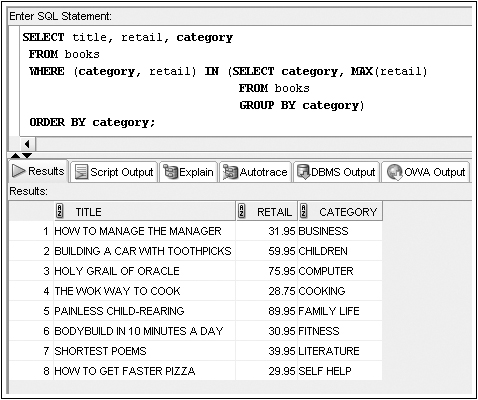 Enter SQL Statement:
SELECT title, retail, category
FROM books
WHERE (category, retail) IN (SELECT category, MAX(retail)
FROM books
GROUP BY category)
ORDER BY category;
Results Script Output Explain Autotrace DBMS Output OWA Output
Results:
TITLE RETAIL CATEGORY
1 HOW TO MANAGE THE MANAGER 31.95 BUSINESS
2 BUILDING A CAR WITH TOOTHPICKS 59.95 CHILDREN
3 HOLY GRAIL OF ORACLE 75.95 COMPUTER
4 THE WOK WAY TO COOK 28.75 COOKING
5 PAINLESS CHILD-REARING 89.95 FAMILY LIFE
6 BODYBUILD IN 10 MINUTES A DAY 30.95 FITNESS
7 SHORTEST POEMS 39.95 LITERATURE
8 HOW TO GET FASTER PIZZA 29.95 SELF HELP